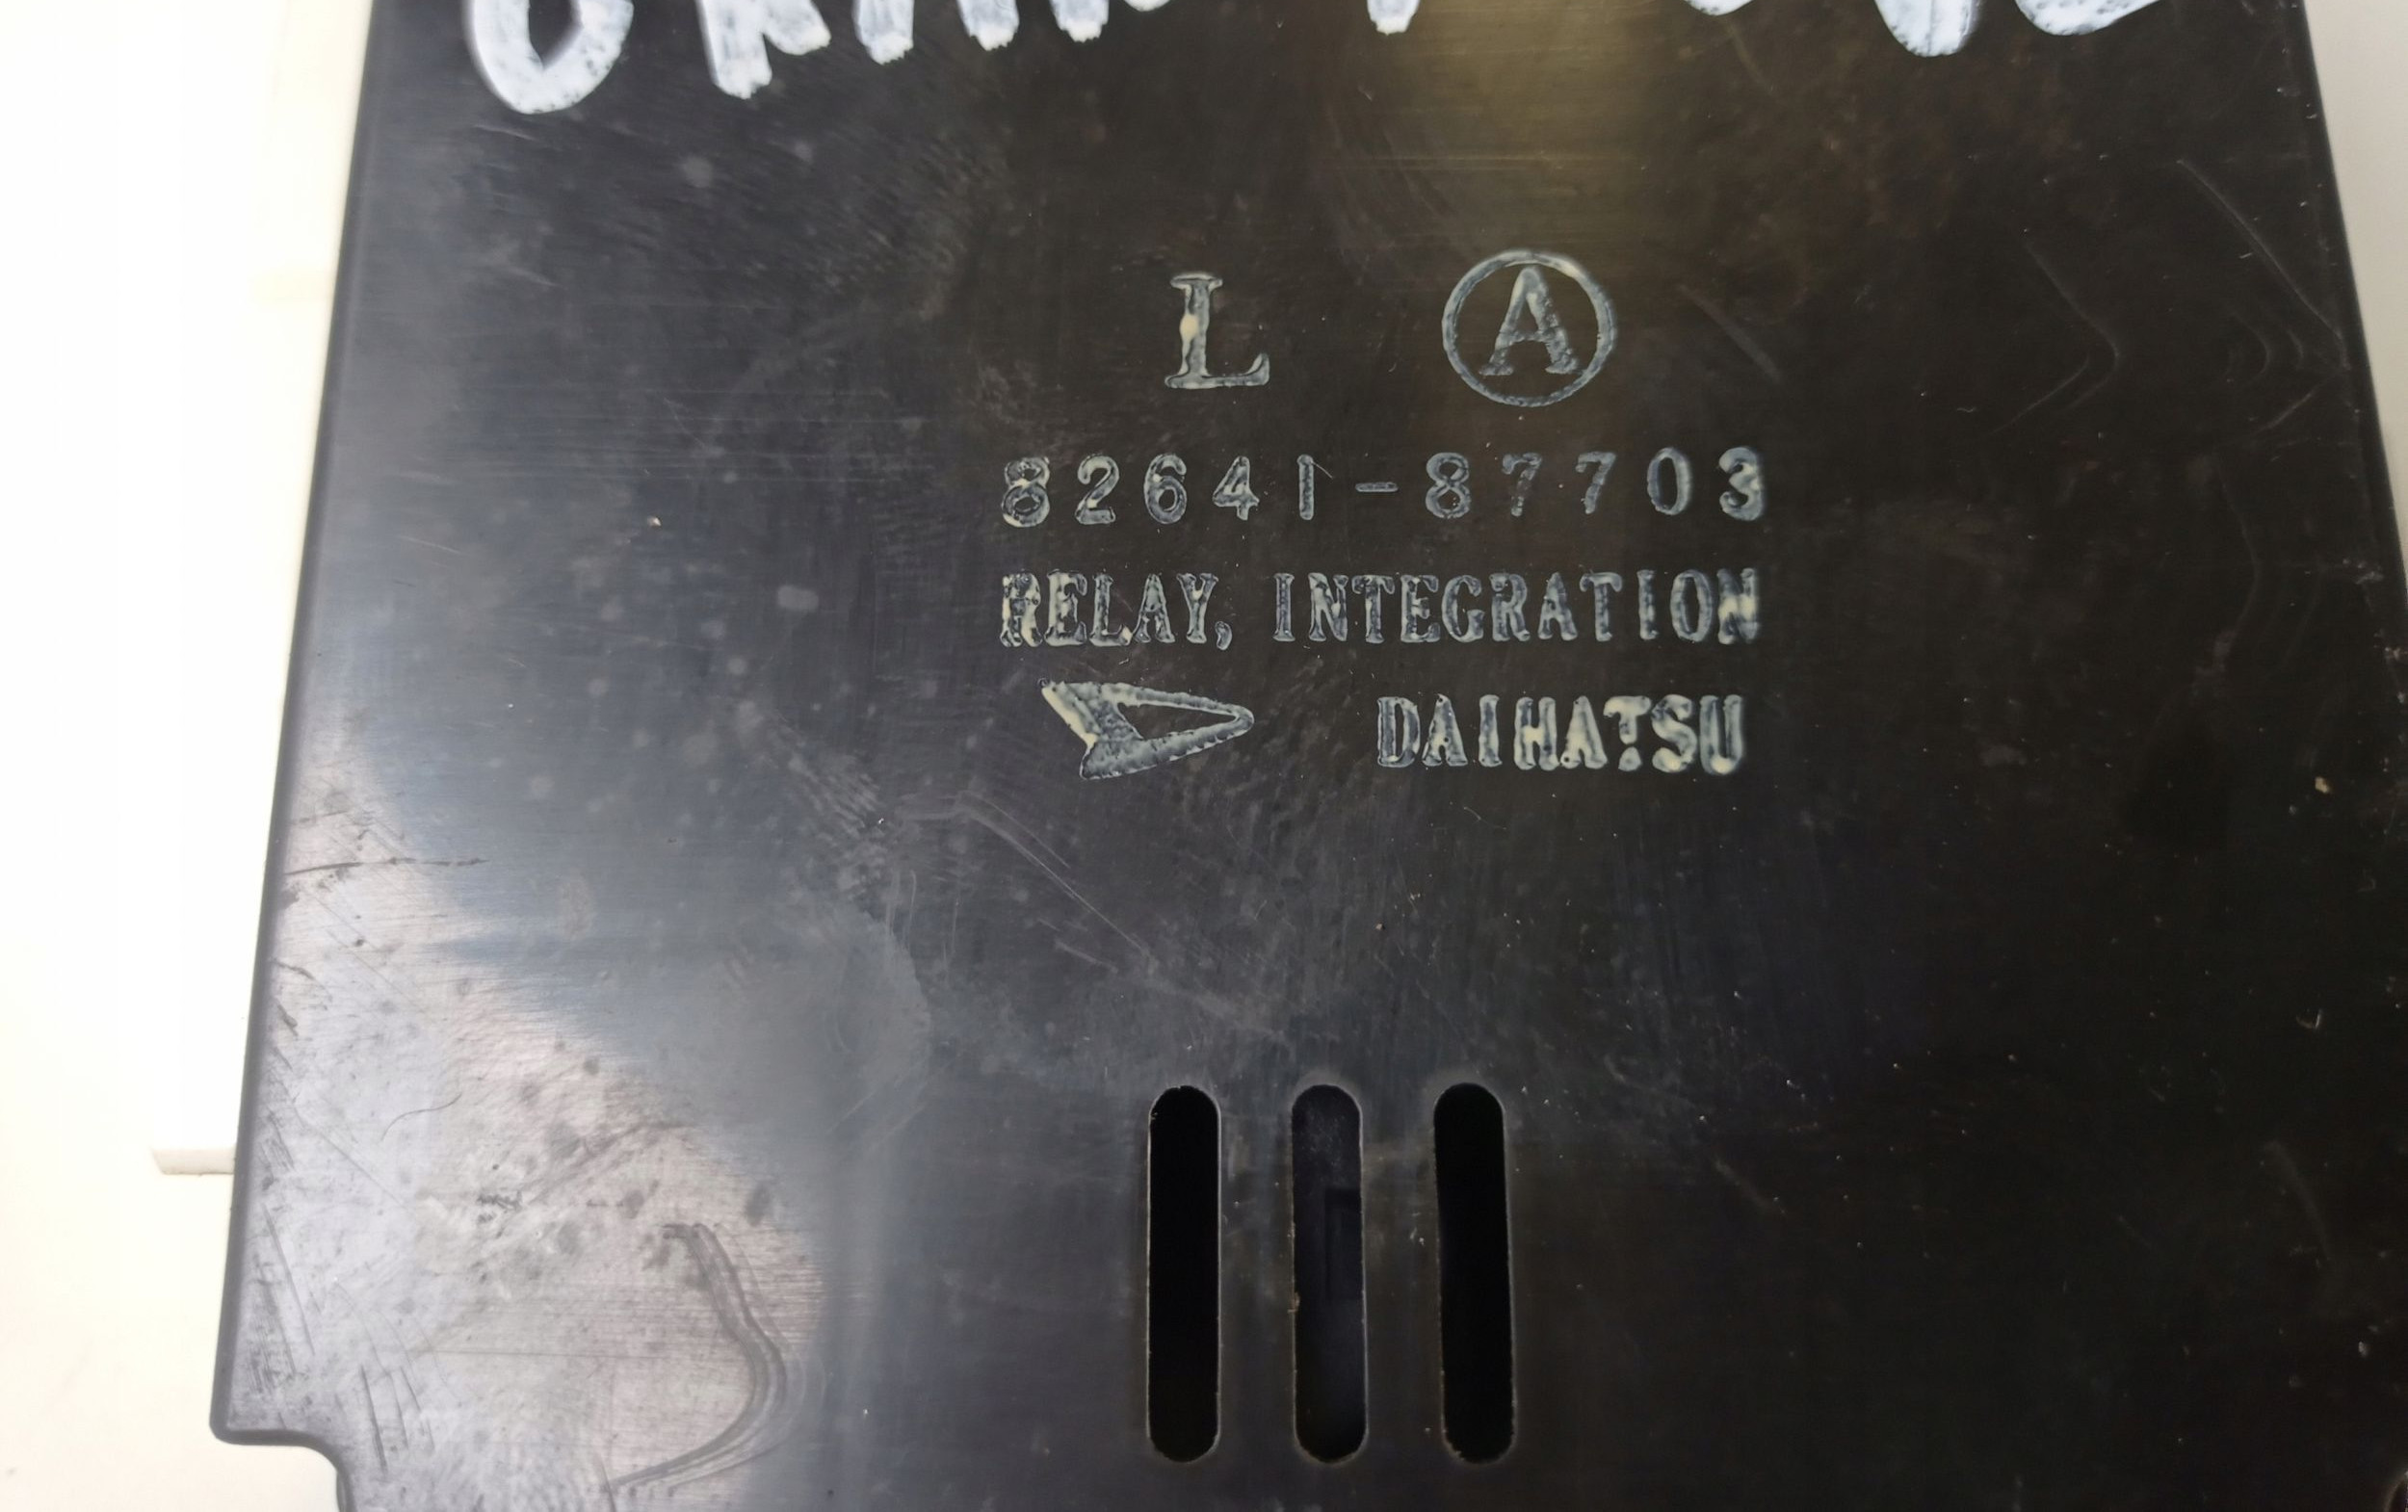 L A
82641-87703
RELAY, INTEGRATION
DAIHATSU